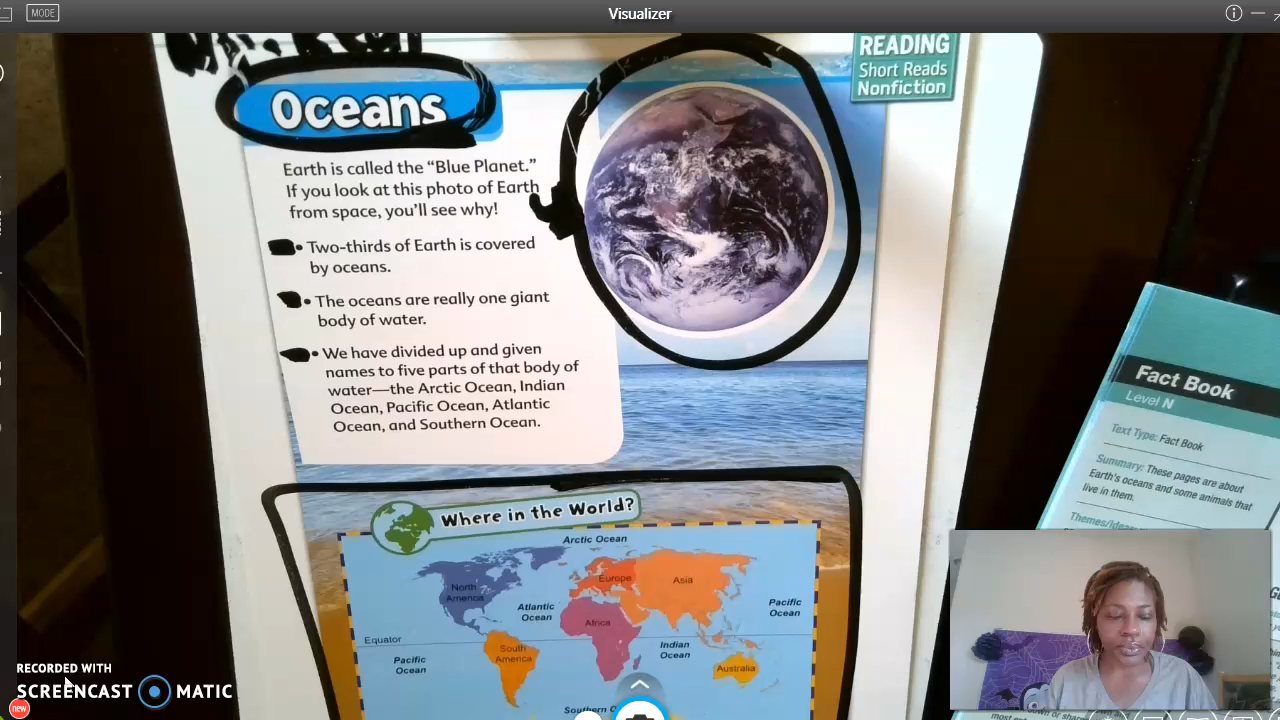 MODE
Visualizer
READING
Short Reads
Nonfiction
Oceans
Earth is called the “Blue Planet.”
If you look at this photo of Earth
from space, you’ll see why!
• Two-thirds of Earth is covered
by oceans.
• The oceans are really one giant
body of water.
• We have divided up and given
names to five parts of that body of
water—the Arctic Ocean, Indian
Ocean, Pacific Ocean, Atlantic
Ocean, and Southern Ocean.
Where in the World?
Arctic Ocean
North
America
Europe
Asia
Atlantic
Ocean
Africa
Pacific
Ocean
Equator
Pacific
Ocean
South
America
Indian
Ocean
Australia
Southern
Fact Book
Level N
Text Type: Fact Book
Summary: These pages are about
Earth's oceans and some animals that
live in them.
RECORDED WITH
SCREENCAST MATIC
new